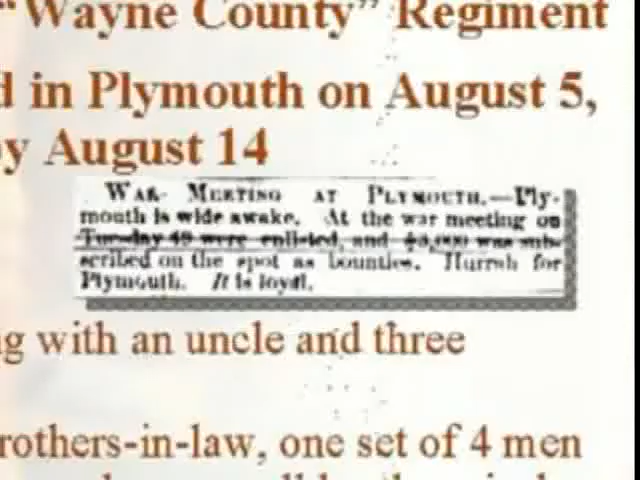 "Wayne County" Regiment
d in Plymouth on August 5,
y August 14
WAR MEETING AT PLYMOUTH.—Ply-
mouth is wide awake. At the war meeting on
Tuesday 49 were enlisted, and $3,000 was sub-
scribed on the spot as bounties. Hurrah for
Plymouth. It is loyal.
g with an uncle and three
rothers-in-law, one set of 4 men